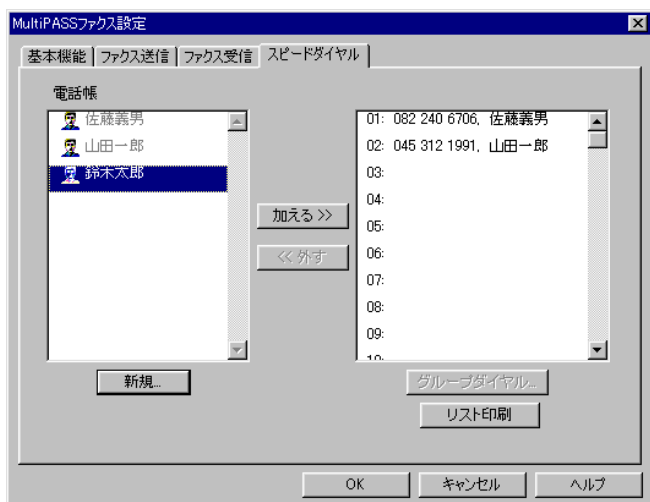 MultiPASSファクス設定
基本機能 ファクス送信 ファクス受信 スピードダイヤル
電話帳
佐藤義男
山田一郎
鈴木太郎
加える >>
<< 外す
01: 082 240 6706, 佐藤義男
02: 045 312 1991, 山田一郎
03:
04:
05:
06:
07:
08:
09:
10:
新規...
グループダイヤル...
リスト印刷
OK キャンセル ヘルプ